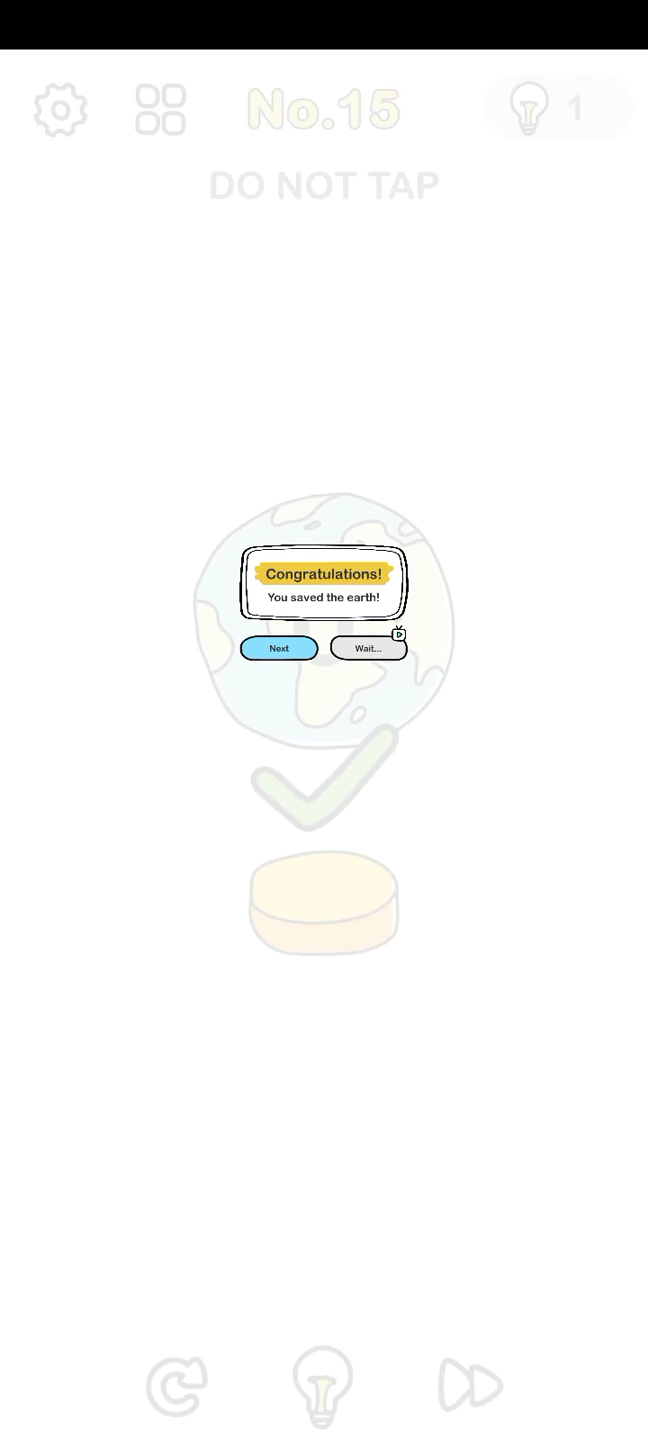 No.15
1
DO NOT TAP
Congratulations!
You saved the earth!
Next
Wait...